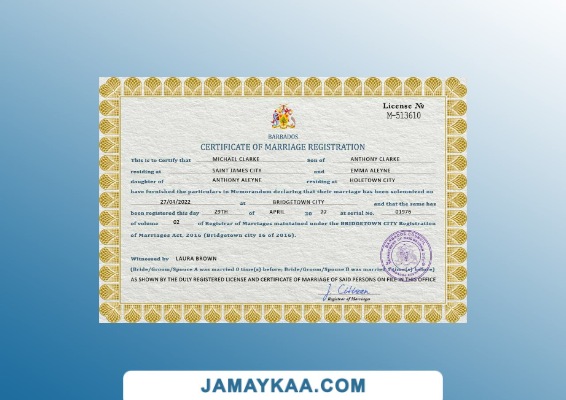 License №
M-513610
BARBADOS
CERTIFICATE OF MARRIAGE REGISTRATION
This is to Certify that MICHAEL CLARKE Son of ANTHONY CLARKE
residing at SAINT JAMES CITY and EMMA ALEYNE
daughter of ANTHONY ALEYNE residing at HOLETOWN CITY
have furnished the particulars in Memorandum declaring that their marriage has been solemnized on
27/04/2022 at BRIDGETOWN CITY and that the same has
been registered this day 29TH of APRIL 20 22 at serial No. 01976
of volume 02 of Registrar of Marriages maintained under the BRIDGETOWN CITY Registration
of Marriages Act, 2016 (Bridgetown city 16 of 2016).
Witnessed by LAURA BROWN
(Bride/Groom/Spouse A was married 0 time(s) before; Bride/Groom/Spouse B was married time(s) before)
AS SHOWN BY THE DULY REGISTERED LICENSE AND CERTIFICATE OF MARRIAGE OF SAID PERSONS ON FILE IN THIS OFFICE
Registrar of Marriage
JAMAYKAA.COM